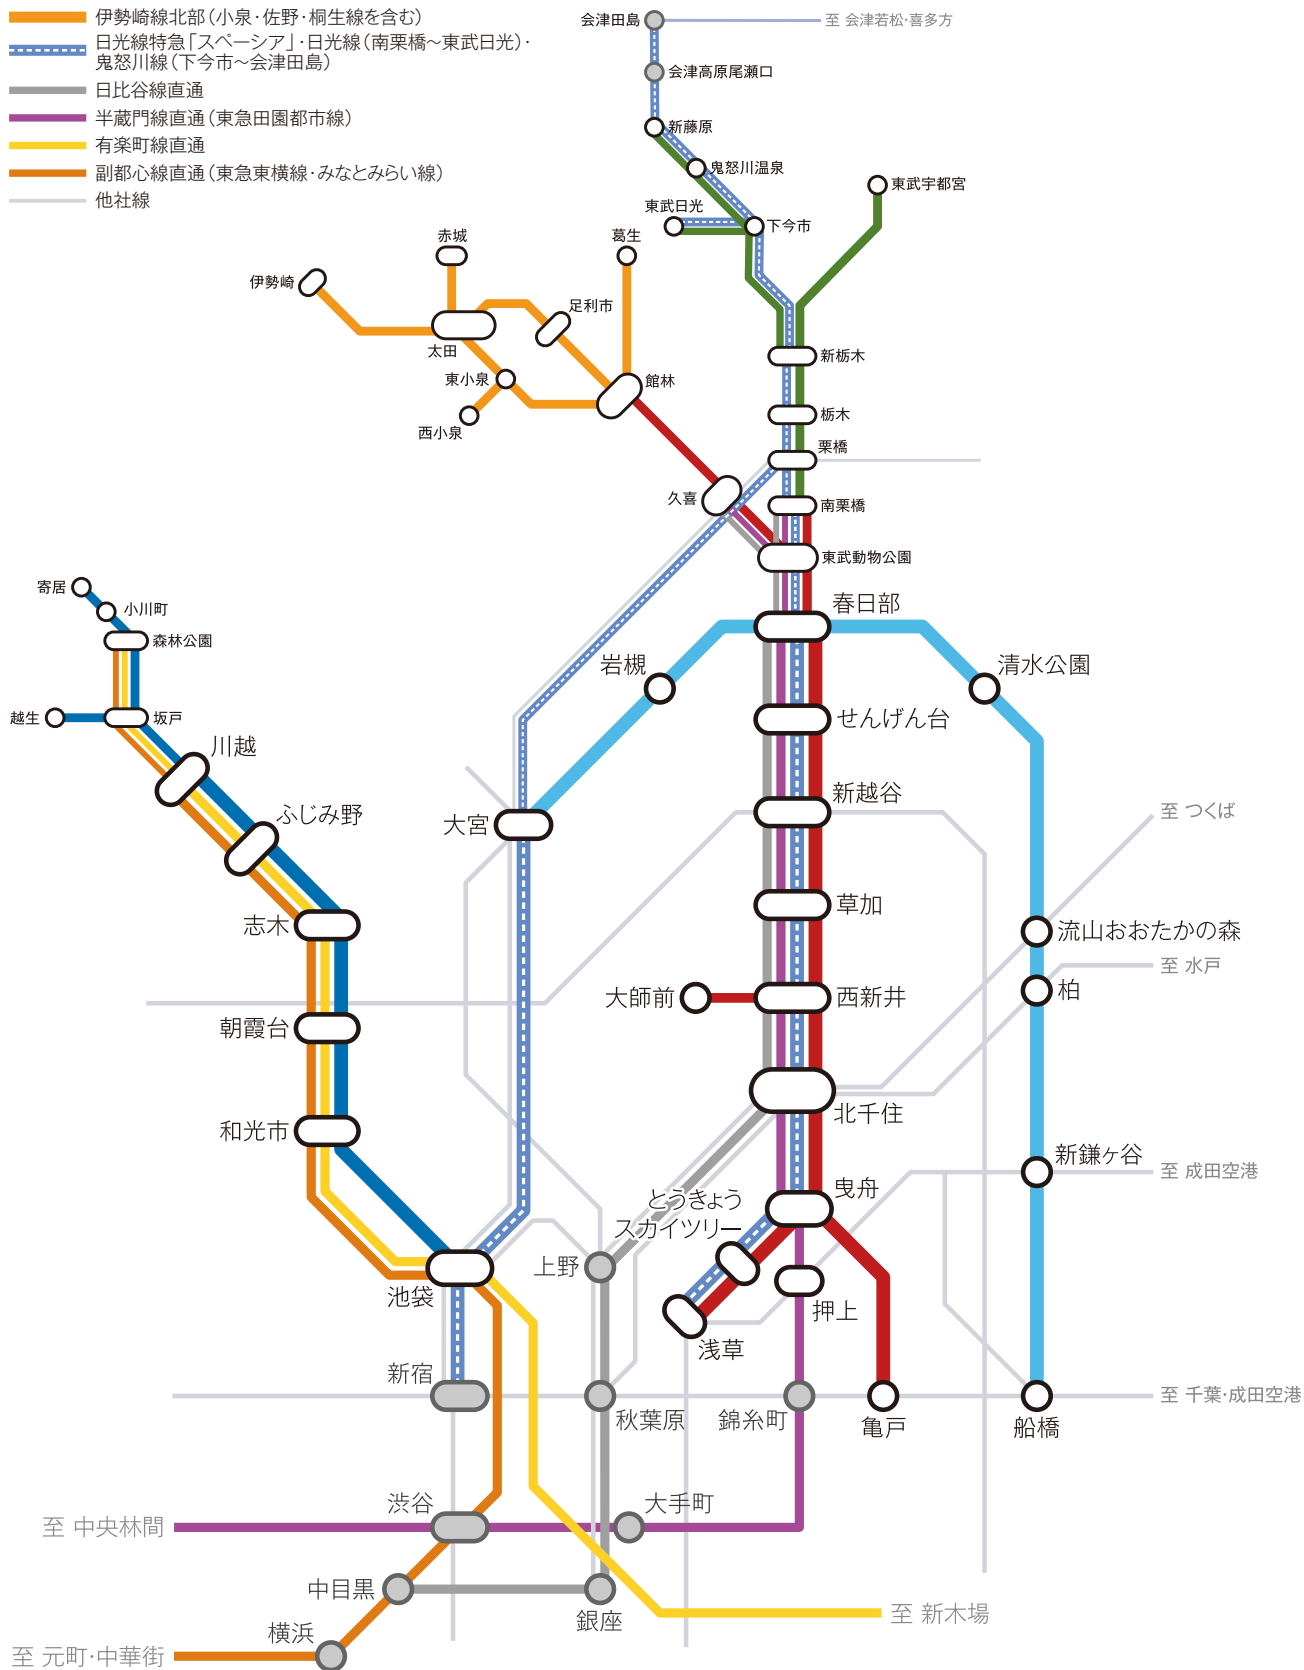 伊勢崎線北部（小泉・佐野・桐生線を含む）
日光線特急「スペーシア」・日光線（南栗橋〜東武日光）・
鬼怒川線（下今市〜会津田島）
日比谷線直通
半蔵門線直通（東急田園都市線）
有楽町線直通
副都心線直通（東急東横線・みなとみらい線）
他社線
会津田島
至 会津若松・喜多方
会津高原尾瀬口
新藤原
鬼怒川温泉
東武宇都宮
東武日光
下今市
赤城
葛生
伊勢崎
足利市
太田
新栃木
東小泉
館林
西小泉
栃木
栗橋
久喜
南栗橋
東武動物公園
寄居
小川町
春日部
森林公園
岩槻
清水公園
越生
坂戸
せんげん台
川越
新越谷
ふじみ野
大宮
至 つくば
草加
志木
流山おおたかの森
至 水戸
大師前
西新井
柏
朝霞台
北千住
和光市
新鎌ヶ谷
至 成田空港
曳舟
とうきょう
スカイツリー
上野
池袋
押上
浅草
新宿
至 千葉・成田空港
秋葉原
錦糸町
亀戸
船橋
渋谷
大手町
至 中央林間
中目黒
銀座
至 新木場
横浜
至 元町・中華街